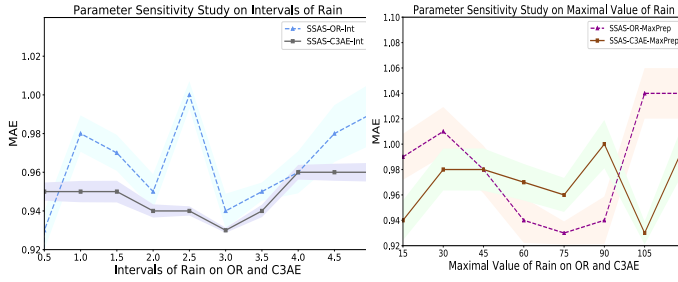 Parameter Sensitivity Study on Intervals of Rain
SSAS-OR-Int
SSAS-C3AE-Int
1.02
1.00
0.98
0.96
0.94
0.92
MAE
0.5 1.0 1.5 2.0 2.5 3.0 3.5 4.0 4.5
Intervals of Rain on OR and C3AE
Parameter Sensitivity Study on Maximal Value of Rain
SSAS-OR-MaxPrep
SSAS-C3AE-MaxPrep
1.10
1.08
1.06
1.04
1.02
1.00
0.98
0.96
0.94
0.92
MAE
15 30 45 60 75 90 105
Maximal Value of Rain on OR and C3AE